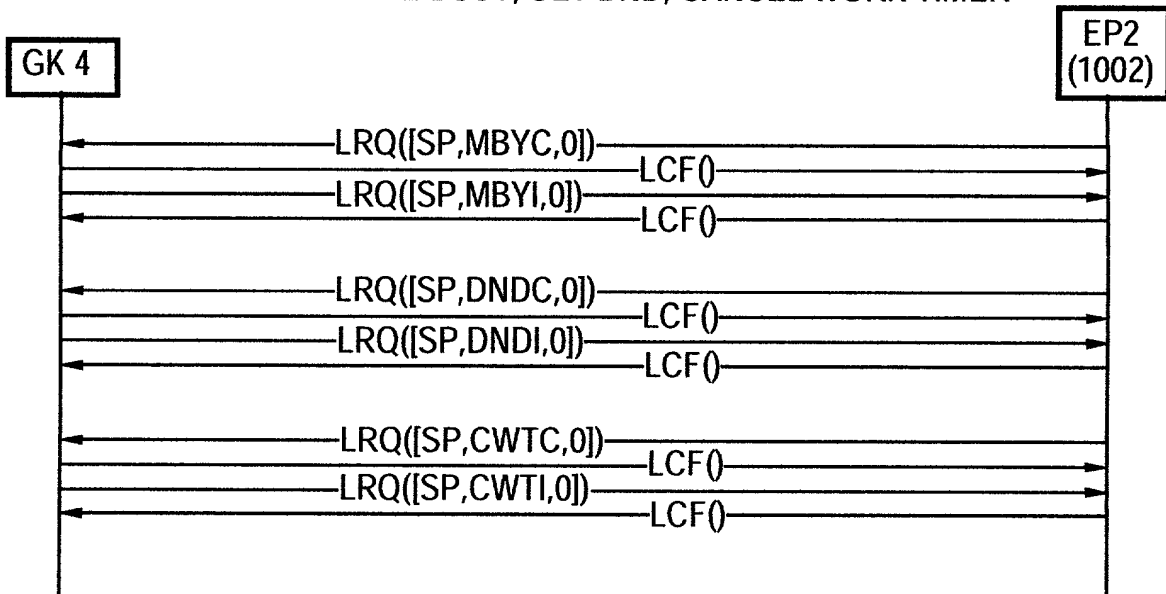 GK 4
EP2
(1002)
LRQ([SP,MBYC,0])
LCF()
LRQ([SP,MBYI,0])
LCF()
LRQ([SP,DNDC,0])
LCF()
LRQ([SP,DNDI,0])
LCF()
LRQ([SP,CWTC,0])
LCF()
LRQ([SP,CWTI,0])
LCF()